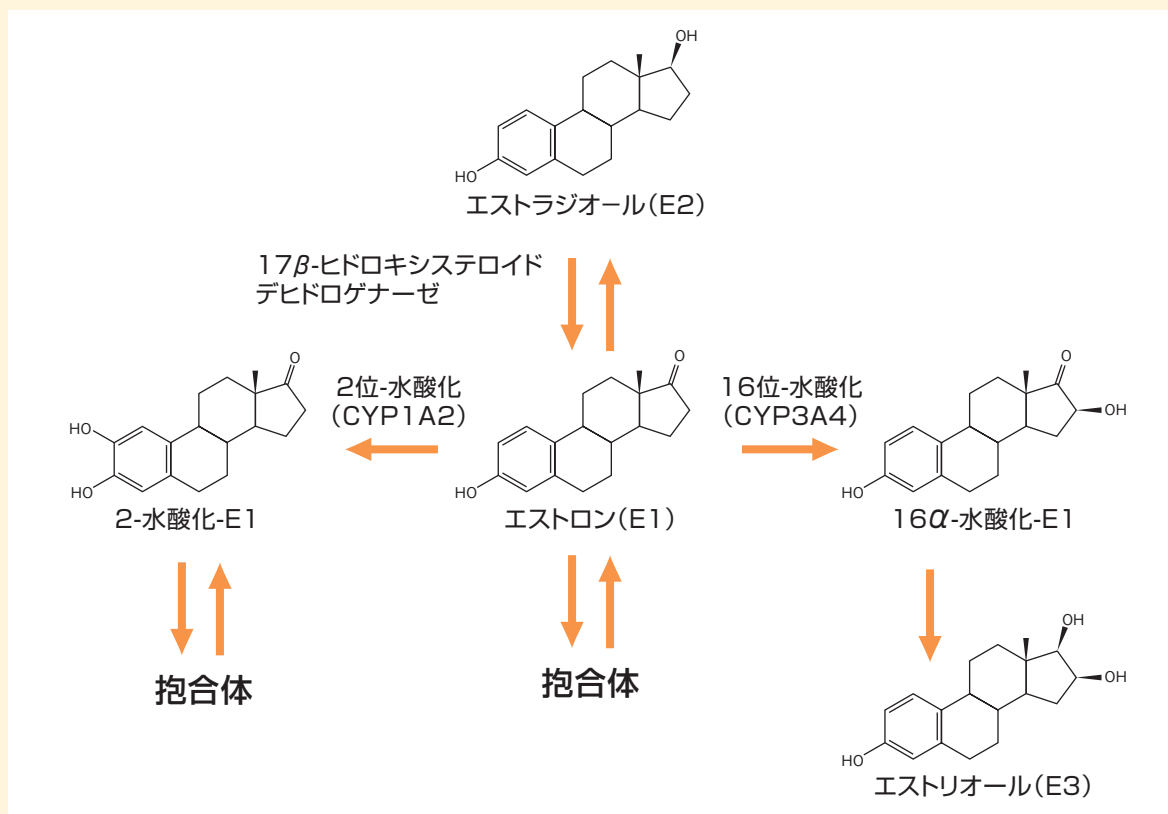 OH
HO
エストラジオール(E2)
17β-ヒドロキシステロイド
デヒドロゲナーゼ
O
HO
HO
2-水酸化-E1
2位-水酸化
(CYP1A2)
O
HO
エストロン(E1)
16位-水酸化
(CYP3A4)
O
OH
HO
16α-水酸化-E1
抱合体
抱合体
OH
OH
HO
エストリオール(E3)